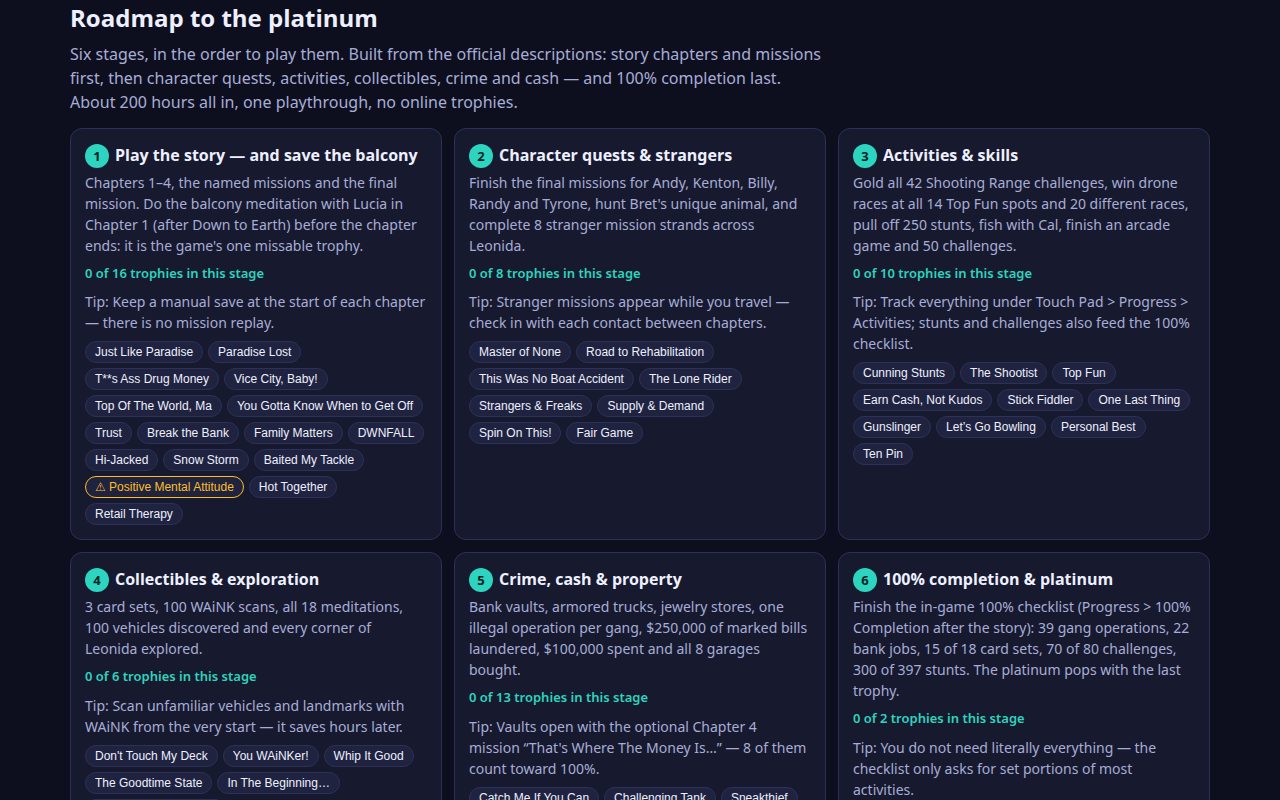 Roadmap to the platinum
Six stages, in the order to play them. Built from the official descriptions: story chapters and missions
first, then character quests, activities, collectibles, crime and cash — and 100% completion last.
About 200 hours all in, one playthrough, no online trophies.
1 Play the story — and save the balcony
Chapters 1–4, the named missions and the final
mission. Do the balcony meditation with Lucia in
Chapter 1 (after Down to Earth) before the chapter
ends: it is the game's one missable trophy.
0 of 16 trophies in this stage
Tip: Keep a manual save at the start of each chapter
— there is no mission replay.
Just Like Paradise Paradise Lost
T**s Ass Drug Money Vice City, Baby!
Top Of The World, Ma You Gotta Know When to Get Off
Trust Break the Bank Family Matters DWNFALL
Hi-Jacked Snow Storm Baited My Tackle
⚠ Positive Mental Attitude Hot Together
Retail Therapy
2 Character quests & strangers
Finish the final missions for Andy, Kenton, Billy,
Randy and Tyrone, hunt Bret's unique animal, and
complete 8 stranger mission strands across
Leonida.
0 of 8 trophies in this stage
Tip: Stranger missions appear while you travel —
check in with each contact between chapters.
Master of None Road to Rehabilitation
This Was No Boat Accident The Lone Rider
Strangers & Freaks Supply & Demand
Spin On This! Fair Game
3 Activities & skills
Gold all 42 Shooting Range challenges, win drone
races at all 14 Top Fun spots and 20 different races,
pull off 250 stunts, fish with Cal, finish an arcade
game and 50 challenges.
0 of 10 trophies in this stage
Tip: Track everything under Touch Pad > Progress >
Activities; stunts and challenges also feed the 100%
checklist.
Cunning Stunts The Shootist Top Fun
Earn Cash, Not Kudos Stick Fiddler One Last Thing
Gunslinger Let's Go Bowling Personal Best
Ten Pin
4 Collectibles & exploration
3 card sets, 100 WAiNK scans, all 18 meditations,
100 vehicles discovered and every corner of
Leonida explored.
0 of 6 trophies in this stage
Tip: Scan unfamiliar vehicles and landmarks with
WAiNK from the very start — it saves hours later.
Don't Touch My Deck You WAiNKer! Whip It Good
The Goodtime State In The Beginning…
5 Crime, cash & property
Bank vaults, armored trucks, jewelry stores, one
illegal operation per gang, $250,000 of marked bills
laundered, $100,000 spent and all 8 garages
bought.
0 of 13 trophies in this stage
Tip: Vaults open with the optional Chapter 4
mission “That's Where The Money Is…” — 8 of them
count toward 100%.
Catch Me If You Can Challenging Tank Sneakthief
6 100% completion & platinum
Finish the in-game 100% checklist (Progress > 100%
Completion after the story): 39 gang operations, 22
bank jobs, 15 of 18 card sets, 70 of 80 challenges,
300 of 397 stunts. The platinum pops with the last
trophy.
0 of 2 trophies in this stage
Tip: You do not need literally everything — the
checklist only asks for set portions of most
activities.